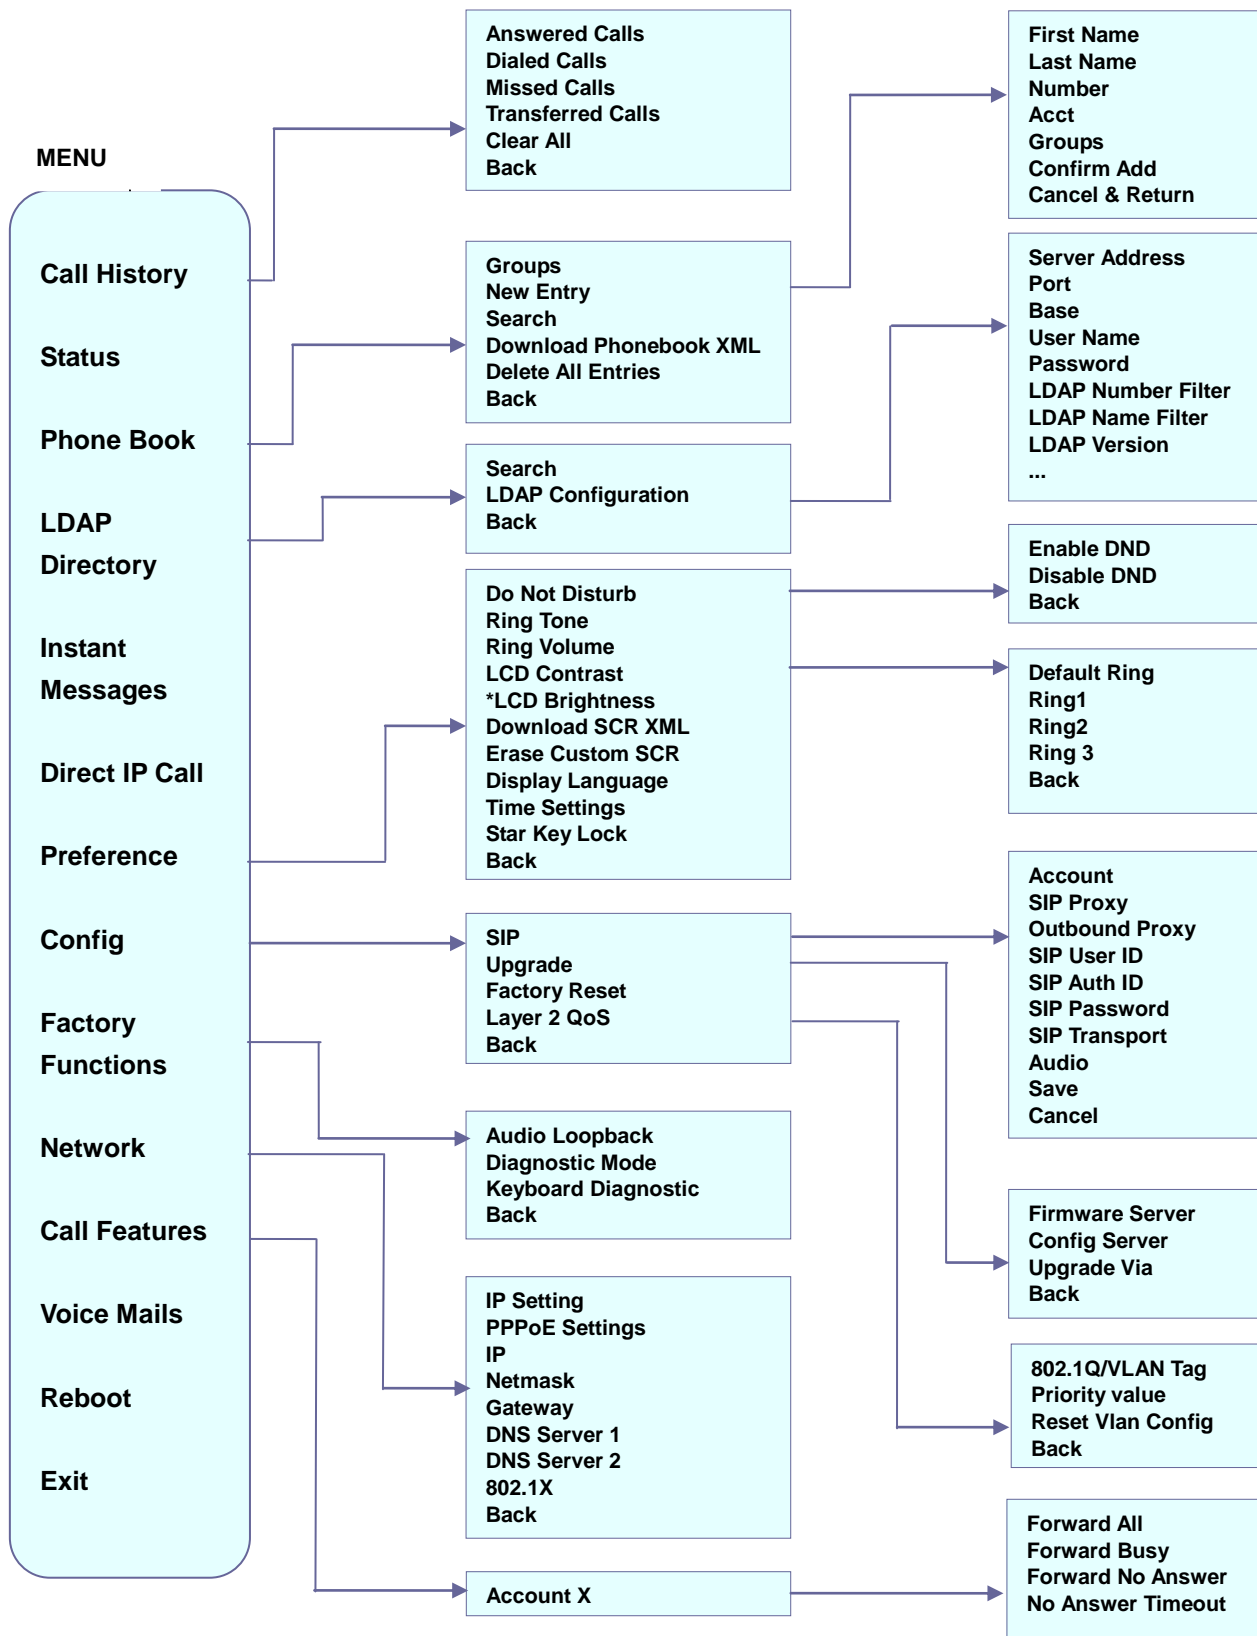 MENU
Call History
Status
Phone Book
LDAP
Directory
Instant
Messages
Direct IP Call
Preference
Config
Factory
Functions
Network
Call Features
Voice Mails
Reboot
Exit
Answered Calls
Dialed Calls
Missed Calls
Transferred Calls
Clear All
Back
Groups
New Entry
Search
Download Phonebook XML
Delete All Entries
Back
Search
LDAP Configuration
Back
Do Not Disturb
Ring Tone
Ring Volume
LCD Contrast
*LCD Brightness
Download SCR XML
Erase Custom SCR
Display Language
Time Settings
Star Key Lock
Back
SIP
Upgrade
Factory Reset
Layer 2 QoS
Back
Audio Loopback
Diagnostic Mode
Keyboard Diagnostic
Back
IP Setting
PPPoE Settings
IP
Netmask
Gateway
DNS Server 1
DNS Server 2
802.1X
Back
Account X
First Name
Last Name
Number
Acct
Groups
Confirm Add
Cancel & Return
Server Address
Port
Base
User Name
Password
LDAP Number Filter
LDAP Name Filter
LDAP Version
...
Enable DND
Disable DND
Back
Default Ring
Ring1
Ring2
Ring 3
Back
Account
SIP Proxy
Outbound Proxy
SIP User ID
SIP Auth ID
SIP Password
SIP Transport
Audio
Save
Cancel
Firmware Server
Config Server
Upgrade Via
Back
802.1Q/VLAN Tag
Priority value
Reset Vlan Config
Back
Forward All
Forward Busy
Forward No Answer
No Answer Timeout